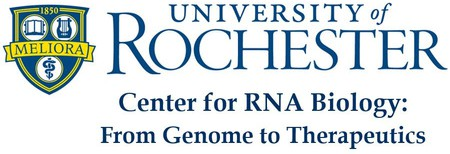 UNIVERSITY of
ROCHESTER
1850
MELIORA
Center for RNA Biology:
From Genome to Therapeutics